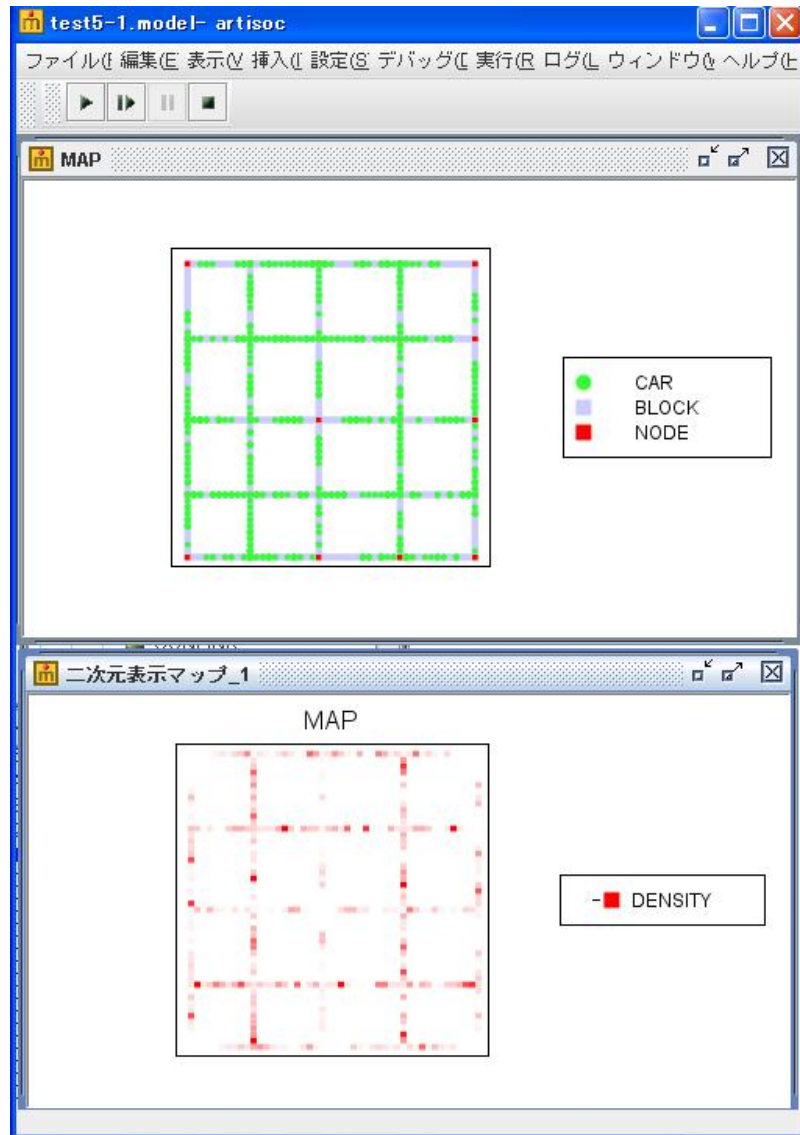 test5-1.model- artisoc
ファイル(F 編集(E 表示(V 挿入(I 設定(S デバッグ(D 実行(R ログ(L ウィンドウ(W ヘルプ(H
MAP
CAR
BLOCK
NODE
二次元表示マップ_1
MAP
DENSITY